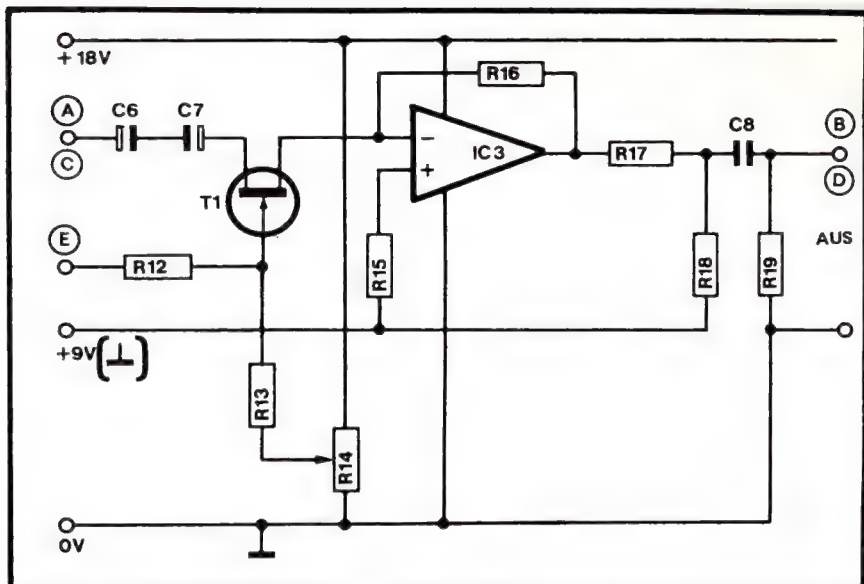 + 18V
R16
A
C6
C7
C8
B
C
−
IC3
+
R17
D
T1
AUS
E
R12
R15
R18
R19
+9V
R13
R14
0V